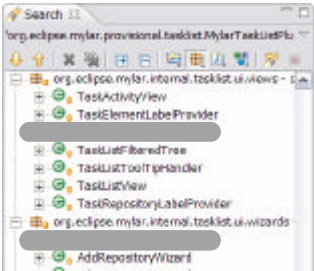 Search
'org.eclipse.mylar.provisional.tasklist.MylarTaskListPlu
org.eclipse.mylar.internal.tasklist.ui.views - s
TaskActivityView
TaskElementLabelProvider
TaskListFilteredTree
TaskListToolTipHandler
TaskListView
TaskRepositoryLabelProvider
org.eclipse.mylar.internal.tasklist.ui.wizards -
AddRepositoryWizard